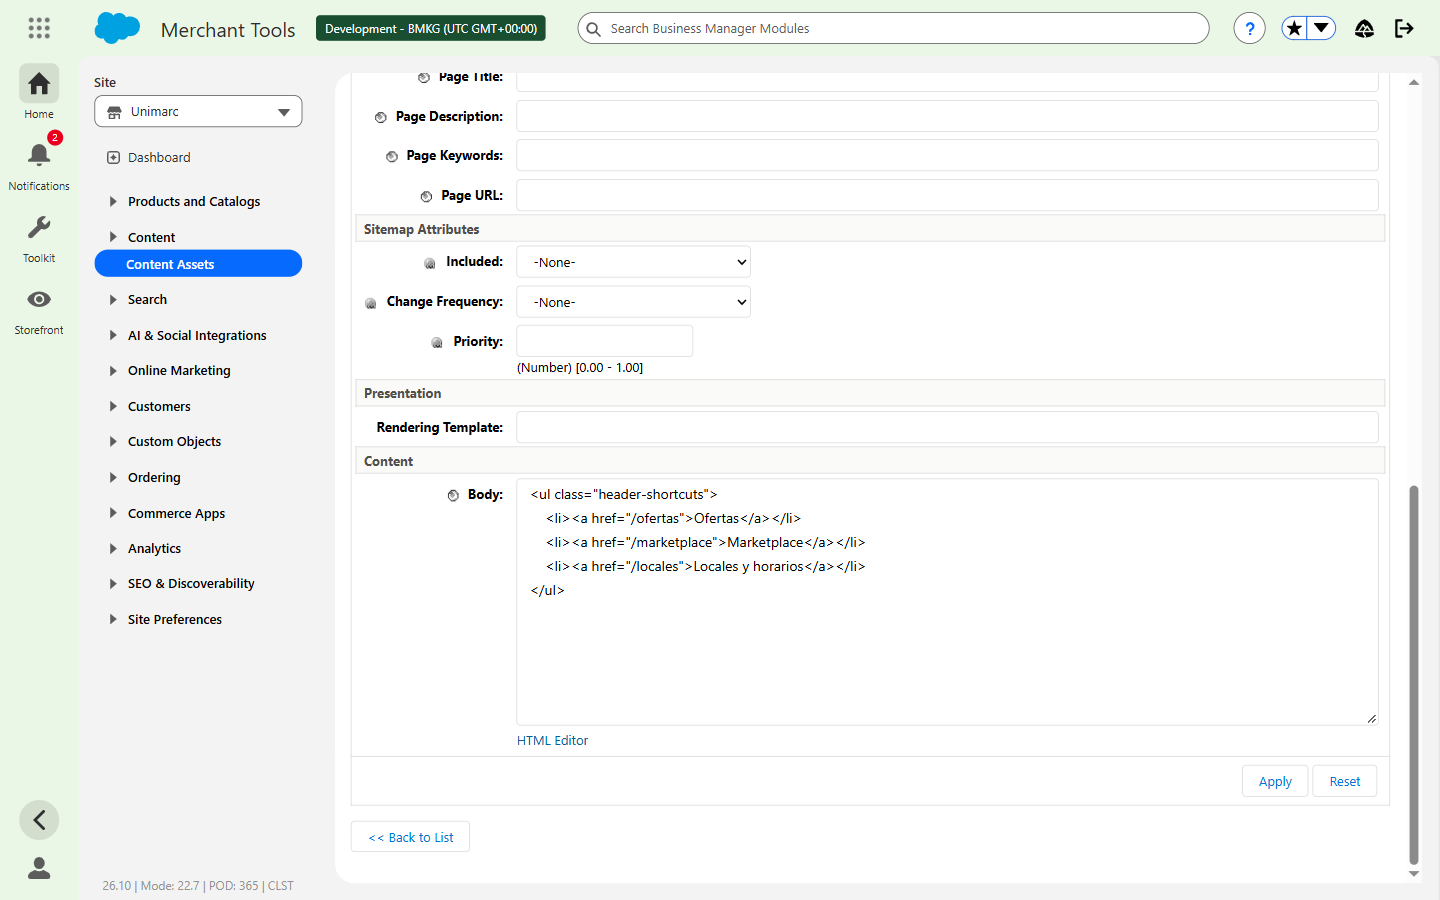 Merchant Tools
Development - BMKG (UTC GMT+00:00)
Search Business Manager Modules
?
Home
2
Notifications
Toolkit
Storefront
Site
Unimarc
Dashboard
Products and Catalogs
Content
Content Assets
Search
AI & Social Integrations
Online Marketing
Customers
Custom Objects
Ordering
Commerce Apps
Analytics
SEO & Discoverability
Site Preferences
26.10 | Mode: 22.7 | POD: 365 | CLST
Page Title:
Page Description:
Page Keywords:
Page URL:
Sitemap Attributes
Included: -None-
Change Frequency: -None-
Priority:
(Number) [0.00 - 1.00]
Presentation
Rendering Template:
Content
Body: <ul class="header-shortcuts">
<li><a href="/ofertas">Ofertas</a></li>
<li><a href="/marketplace">Marketplace</a></li>
<li><a href="/locales">Locales y horarios</a></li>
</ul>
HTML Editor
Apply Reset
<< Back to List